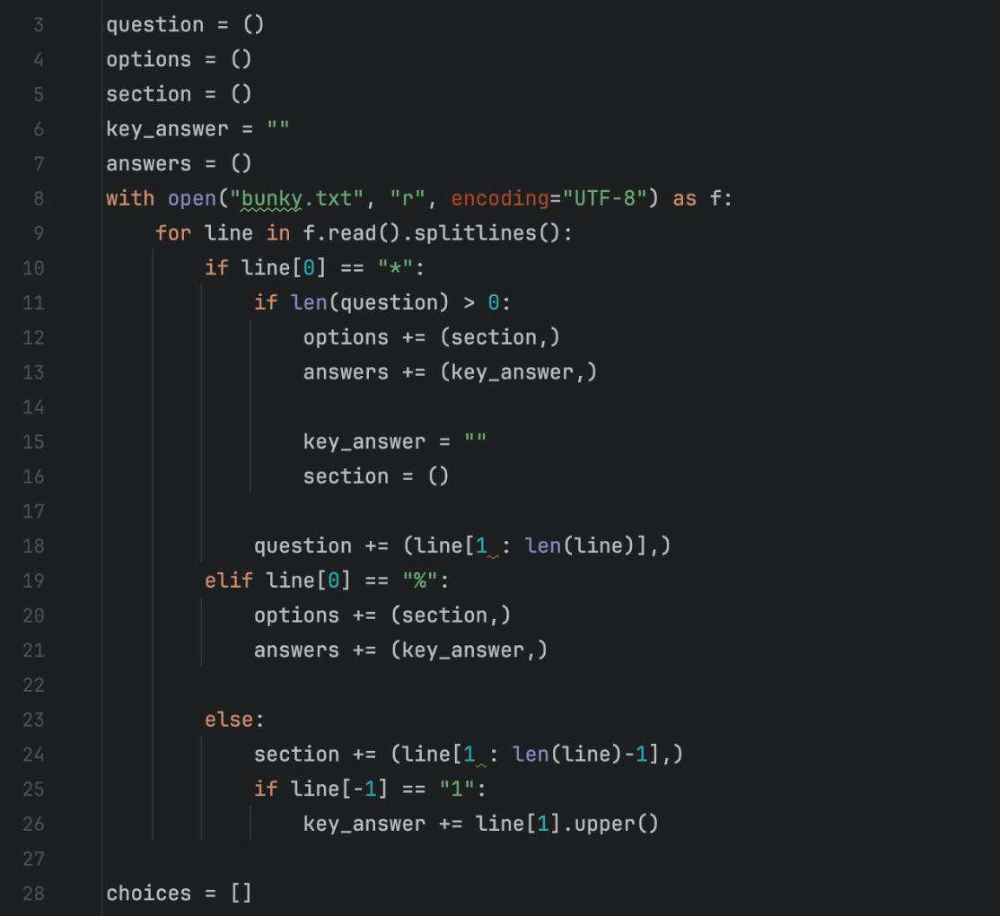 3 question = ()
4 options = ()
5 section = ()
6 key_answer = ""
7 answers = ()
8 with open("bunky.txt", "r", encoding="UTF-8") as f:
9     for line in f.read().splitlines():
10         if line[0] == "*":
11             if len(question) > 0:
12                 options += (section,)
13                 answers += (key_answer,)
14
15                 key_answer = ""
16                 section = ()
17
18             question += (line[1 : len(line)],)
19         elif line[0] == "%":
20             options += (section,)
21             answers += (key_answer,)
22
23         else:
24             section += (line[1 : len(line)-1],)
25             if line[-1] == "1":
26                 key_answer += line[1].upper()
27
28 choices = []